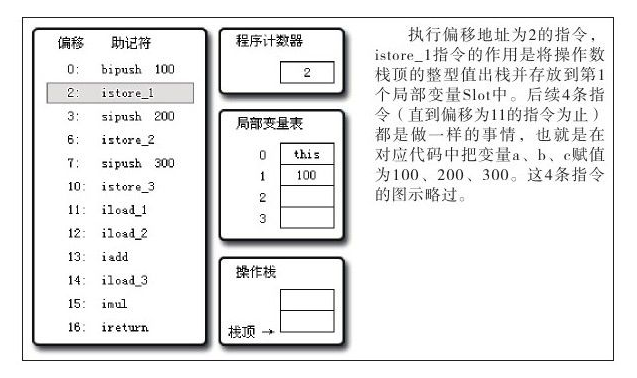 偏移 助记符
0: bipush 100
2: istore_1
3: sipush 200
6: istore_2
7: sipush 300
10: istore_3
11: iload_1
12: iload_2
13: iadd
14: iload_3
15: imul
16: ireturn
程序计数器
2
局部变量表
0 this
1 100
2
3
操作栈
栈顶 →
执行偏移地址为2的指令，
istore_1指令的作用是将操作数
栈顶的整型值出栈并存放到第1
个局部变量Slot中。后续4条指
令（直到偏移为11的指令为止）
都是做一样的事情，也就是在
对应代码中把变量a、b、c赋值
为100、200、300。这4条指令
的图示略过。